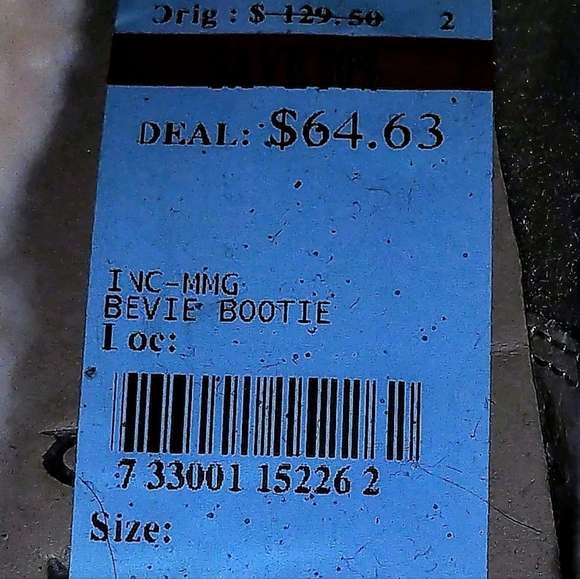 Orig : $ 129.50 2
DEAL: $64.63
INC-MMG
BEVIE BOOTIE
Loc:
7 33001 15226 2
Size: